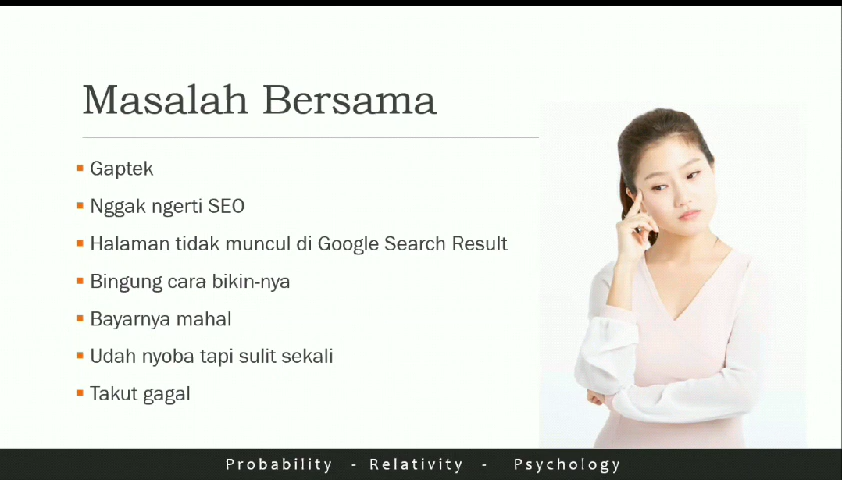 Masalah Bersama
Gaptek
Nggak ngerti SEO
Halaman tidak muncul di Google Search Result
Bingung cara bikin-nya
Bayarnya mahal
Udah nyoba tapi sulit sekali
Takut gagal
Probability - Relativity - Psychology